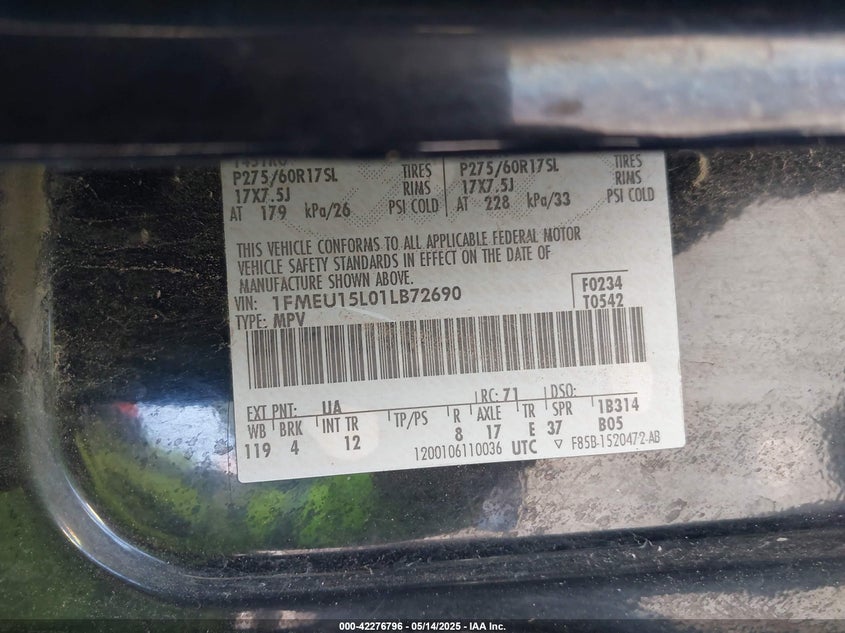 P275/60R17SL TIRES P275/60R17SL TIRES
17X7.5J RIMS 17X7.5J RIMS
AT 179 kPa/26 PSI COLD AT 228 kPa/33 PSI COLD
THIS VEHICLE CONFORMS TO ALL APPLICABLE FEDERAL MOTOR
VEHICLE SAFETY STANDARDS IN EFFECT ON THE DATE OF
MANUFACTURE SHOWN ABOVE.
VIN: 1FMEU15L01LB72690 F0234
TYPE: MPV T0542
EXT PNT: UA RC: 71 DSO:
WB BRK INT TR TP/PS R AXLE TR SPR 1B314
119 4 12 8 17 E 37 B05
1200106110036 UTC ▽ F85B-1520472-AB
000-42276796 — 05/14/2025 — IAA Inc.